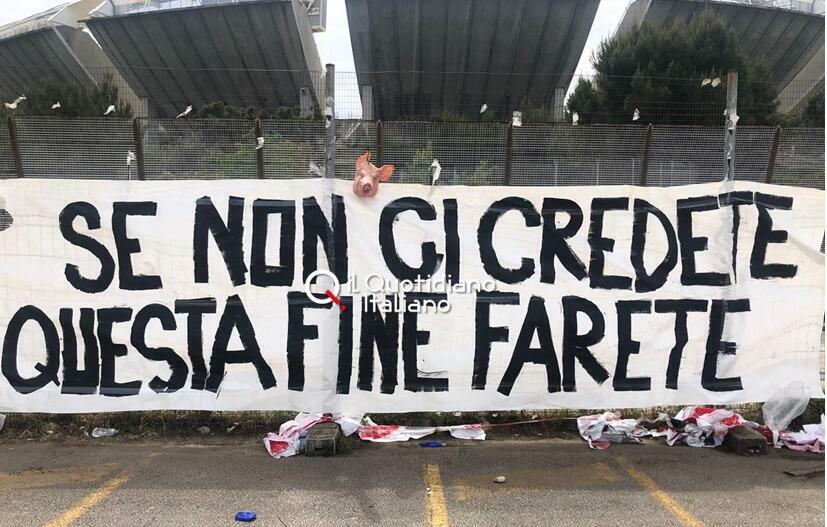 SE NON CI CREDETE
QUESTA FINE FARETE
il Quotidiano
Italiano